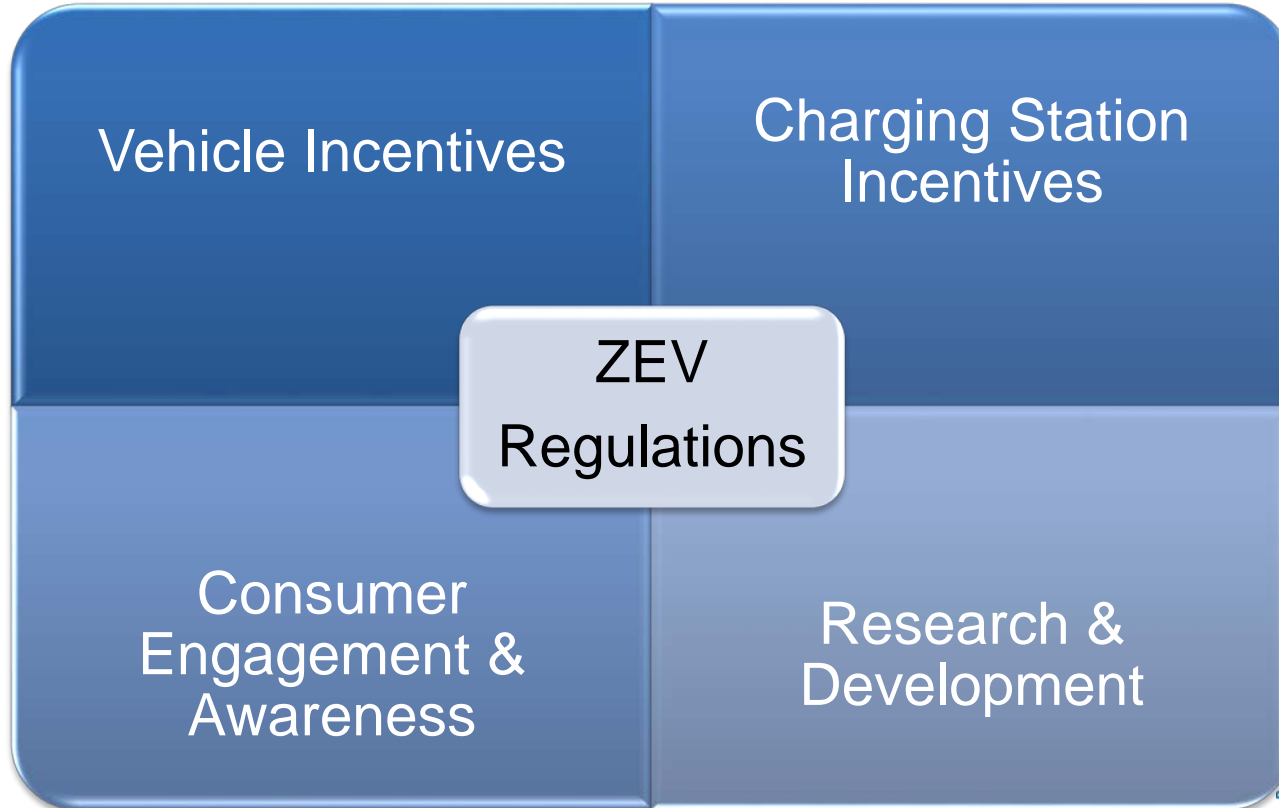 Vehicle Incentives
Charging Station
Incentives
ZEV
Regulations
Consumer
Engagement &
Awareness
Research &
Development